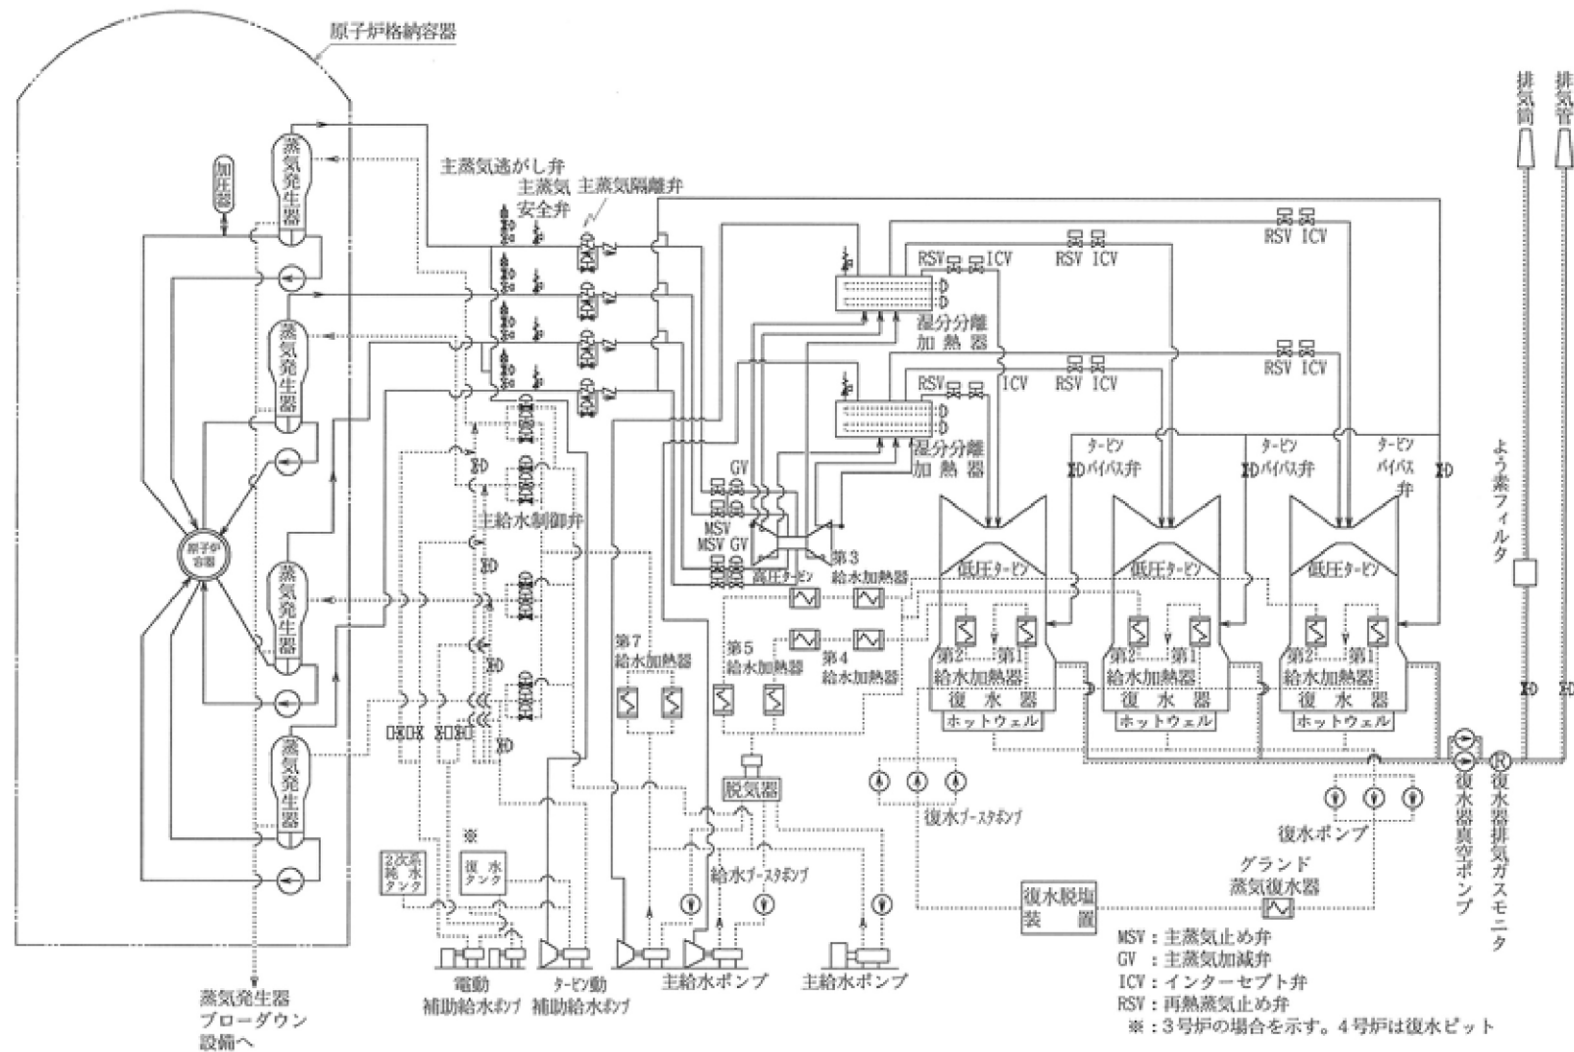 原子炉格納容器
蒸気発生器
加圧器
蒸気発生器
原子炉
容器
蒸気発生器
蒸気発生器
蒸気発生器
ブローダウン
設備へ
主蒸気逃がし弁
主蒸気
安全弁
主蒸気隔離弁
主給水制御弁
RSV ICV
RSV ICV
RSV ICV
湿分分離
加熱器
RSV ICV
RSV ICV
RSV ICV
湿分分離
加熱器
GV
MSV
MSV GV
高圧タービン
第3
給水加熱器
タービン
バイパス弁
タービン
バイパス弁
タービン
バイパス
弁
低圧タービン
低圧タービン
低圧タービン
第7
給水加熱器
第5
給水加熱器
第4
給水加熱器
第2 第1
給水加熱器
復水器
ホットウェル
第2 第1
給水加熱器
復水器
ホットウェル
第2 第1
給水加熱器
復水器
ホットウェル
脱気器
復水ブースタポンプ
復水ポンプ
※
2次系
純水
タンク
復水
タンク
給水ブースタポンプ
グランド
蒸気復水器
復水脱塩
装置
電動
補助給水ポンプ
タービン動
補助給水ポンプ
主給水ポンプ
主給水ポンプ
排気筒
排気管
よう素フィルタ
R
復水器真空ポンプ
復水器排気ガスモニタ
MSV：主蒸気止め弁
GV：主蒸気加減弁
ICV：インターセプト弁
RSV：再熱蒸気止め弁
※：3号炉の場合を示す。4号炉は復水ピット